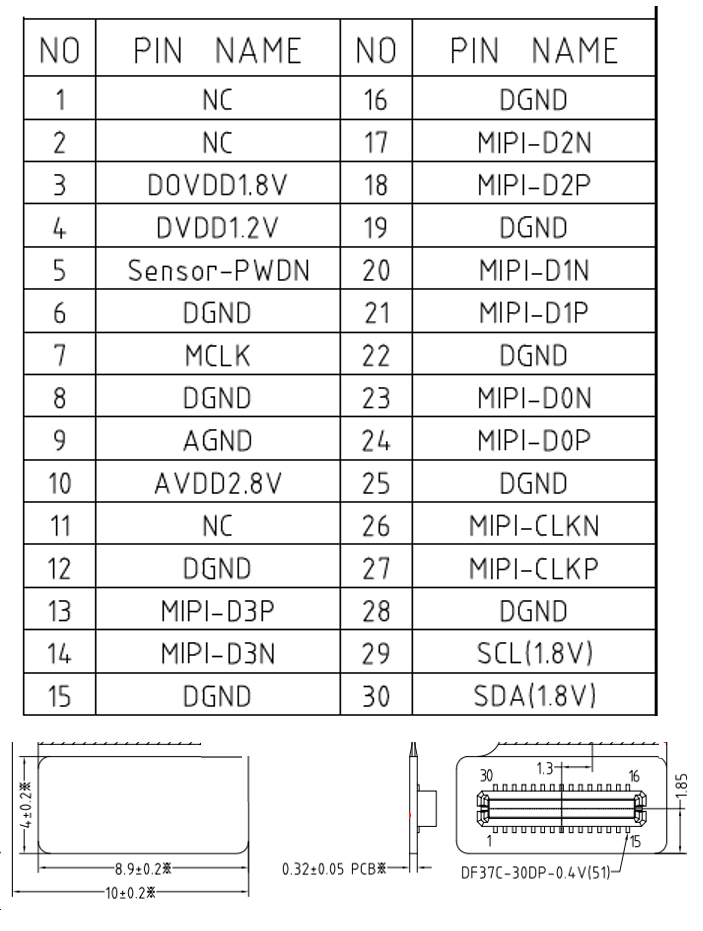 NO PIN NAME NO PIN NAME
1 NC 16 DGND
2 NC 17 MIPI-D2N
3 DOVDD1.8V 18 MIPI-D2P
4 DVDD1.2V 19 DGND
5 Sensor-PWDN 20 MIPI-D1N
6 DGND 21 MIPI-D1P
7 MCLK 22 DGND
8 DGND 23 MIPI-D0N
9 AGND 24 MIPI-D0P
10 AVDD2.8V 25 DGND
11 NC 26 MIPI-CLKN
12 DGND 27 MIPI-CLKP
13 MIPI-D3P 28 DGND
14 MIPI-D3N 29 SCL(1.8V)
15 DGND 30 SDA(1.8V)
1.3
30 16
4±0.2※
1.85
1 15
8.9±0.2※
0.32±0.05 PCB※
DF37C-30DP-0.4V(51)
10±0.2※